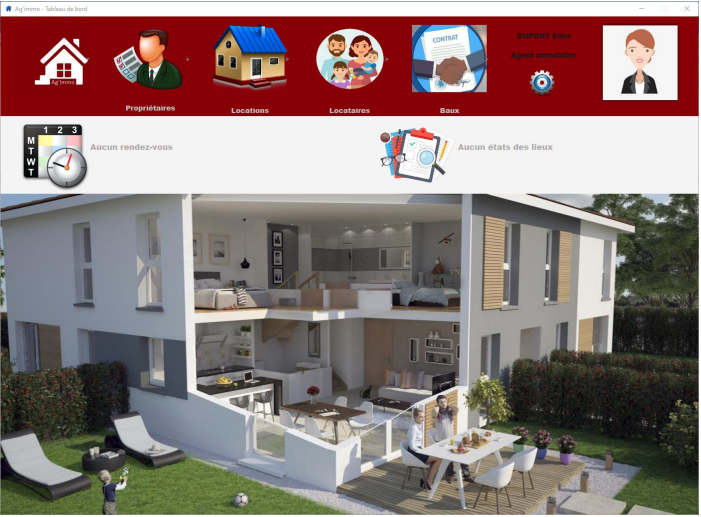 Ag'immo - Tableau de bord
Ag'immo
Propriétaires
Locations
Locataires
CONTRAT
Baux
DUPONT Elise
Agent immobilier
1 2 3
M
T
W
T
Aucun rendez-vous
Aucun états des lieux